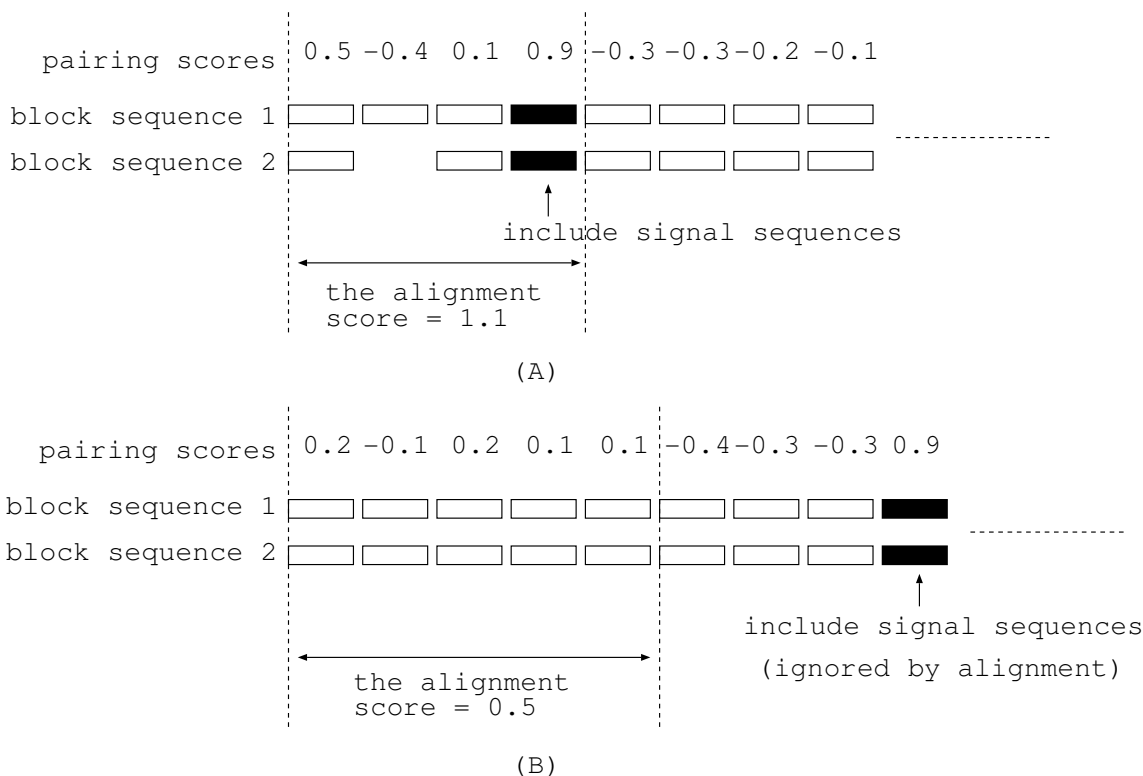 pairing scores 0.5 −0.4 0.1 0.9 −0.3 −0.3 −0.2 −0.1
block sequence 1
block sequence 2
include signal sequences
the alignment
score = 1.1
(A)
pairing scores 0.2 −0.1 0.2 0.1 0.1 −0.4 −0.3 −0.3 0.9
block sequence 1
block sequence 2
include signal sequences
(ignored by alignment)
the alignment
score = 0.5
(B)